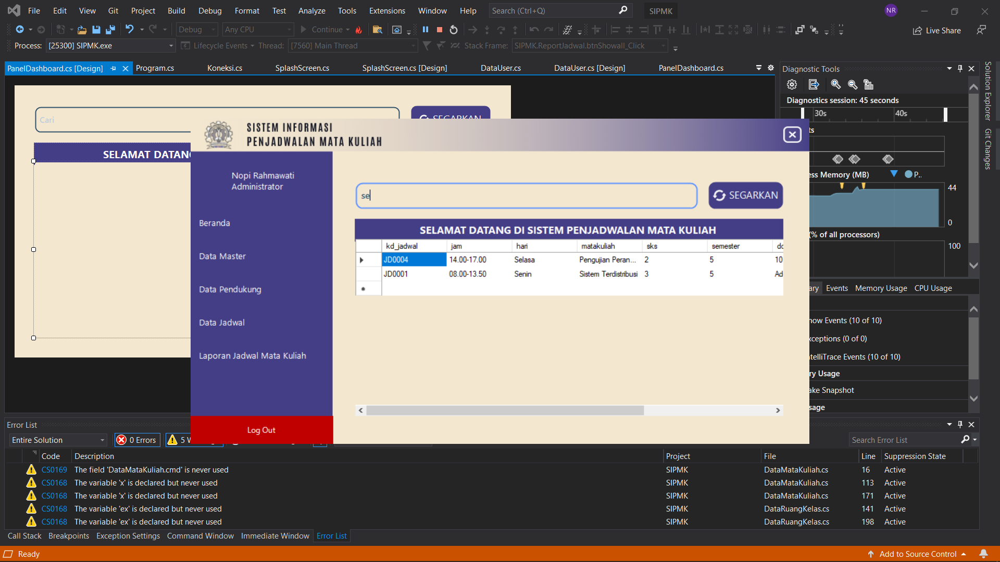 File Edit View Git Project Build Debug Format Test Analyze Tools Extensions Window Help Search (Ctrl+Q) SIPMK NR
Debug Any CPU Continue Live Share
Process: [25300] SIPMK.exe Lifecycle Events Thread: [7560] Main Thread Stack Frame: SIPMK.ReportJadwal.btnShowall_Click
PanelDashboard.cs [Design] Program.cs Koneksi.cs SplashScreen.cs SplashScreen.cs [Design] DataUser.cs DataUser.cs [Design] PanelDashboard.cs
Diagnostic Tools
Diagnostics session: 45 seconds
30s 40s
Solution Explorer
Git Changes
Cari
SEGARKAN
SELAMAT DATANG
SISTEM INFORMASI
PENJADWALAN MATA KULIAH
Nopi Rahmawati
Administrator
Beranda
Data Master
Data Pendukung
Data Jadwal
Laporan Jadwal Mata Kuliah
Log Out
se
SEGARKAN
SELAMAT DATANG DI SISTEM PENJADWALAN MATA KULIAH
kd_jadwal jam hari matakuliah sks semester do
JD0004 14.00-17.00 Selasa Pengujian Peran... 2 5 10
JD0001 08.00-13.50 Senin Sistem Terdistribusi 3 5 Ad
ts
ess Memory (MB) P..
44
0
(% of all processors)
100
ary Events Memory Usage CPU Usage
how Events (10 of 10)
xceptions (0 of 0)
ntelliTrace Events (10 of 10)
ry Usage
ake Snapshot
sage
Error List
Entire Solution 0 Errors 5 W Search Error List
Code Description Project File Line Suppression State
CS0169 The field 'DataMataKuliah.cmd' is never used SIPMK DataMataKuliah.cs 16 Active
CS0168 The variable 'x' is declared but never used SIPMK DataMataKuliah.cs 113 Active
CS0168 The variable 'x' is declared but never used SIPMK DataMataKuliah.cs 171 Active
CS0168 The variable 'ex' is declared but never used SIPMK DataRuangKelas.cs 141 Active
CS0168 The variable 'ex' is declared but never used SIPMK DataRuangKelas.cs 198 Active
Call Stack Breakpoints Exception Settings Command Window Immediate Window Error List
Ready Add to Source Control